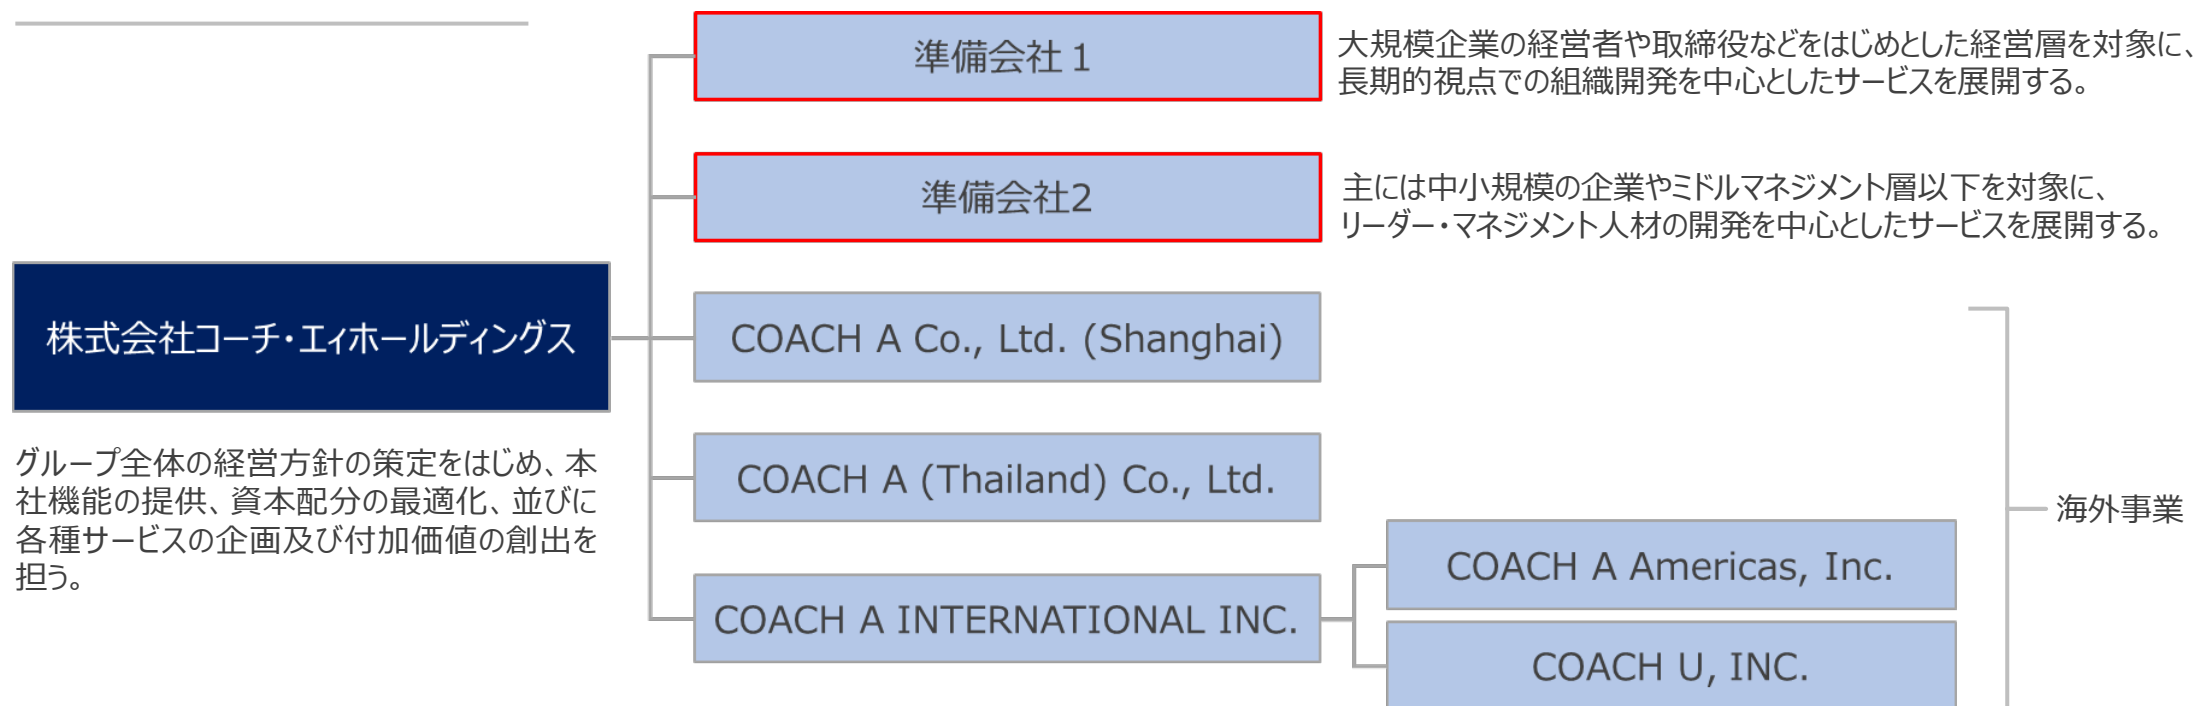 準備会社1
大規模企業の経営者や取締役などをはじめとした経営層を対象に、
長期的視点での組織開発を中心としたサービスを展開する。
準備会社2
主には中小規模の企業やミドルマネジメント層以下を対象に、
リーダー・マネジメント人材の開発を中心としたサービスを展開する。
株式会社コーチ・エィホールディングス
グループ全体の経営方針の策定をはじめ、本
社機能の提供、資本配分の最適化、並びに
各種サービスの企画及び付加価値の創出を
担う。
COACH A Co., Ltd. (Shanghai)
COACH A (Thailand) Co., Ltd.
COACH A INTERNATIONAL INC.
COACH A Americas, Inc.
COACH U, INC.
海外事業